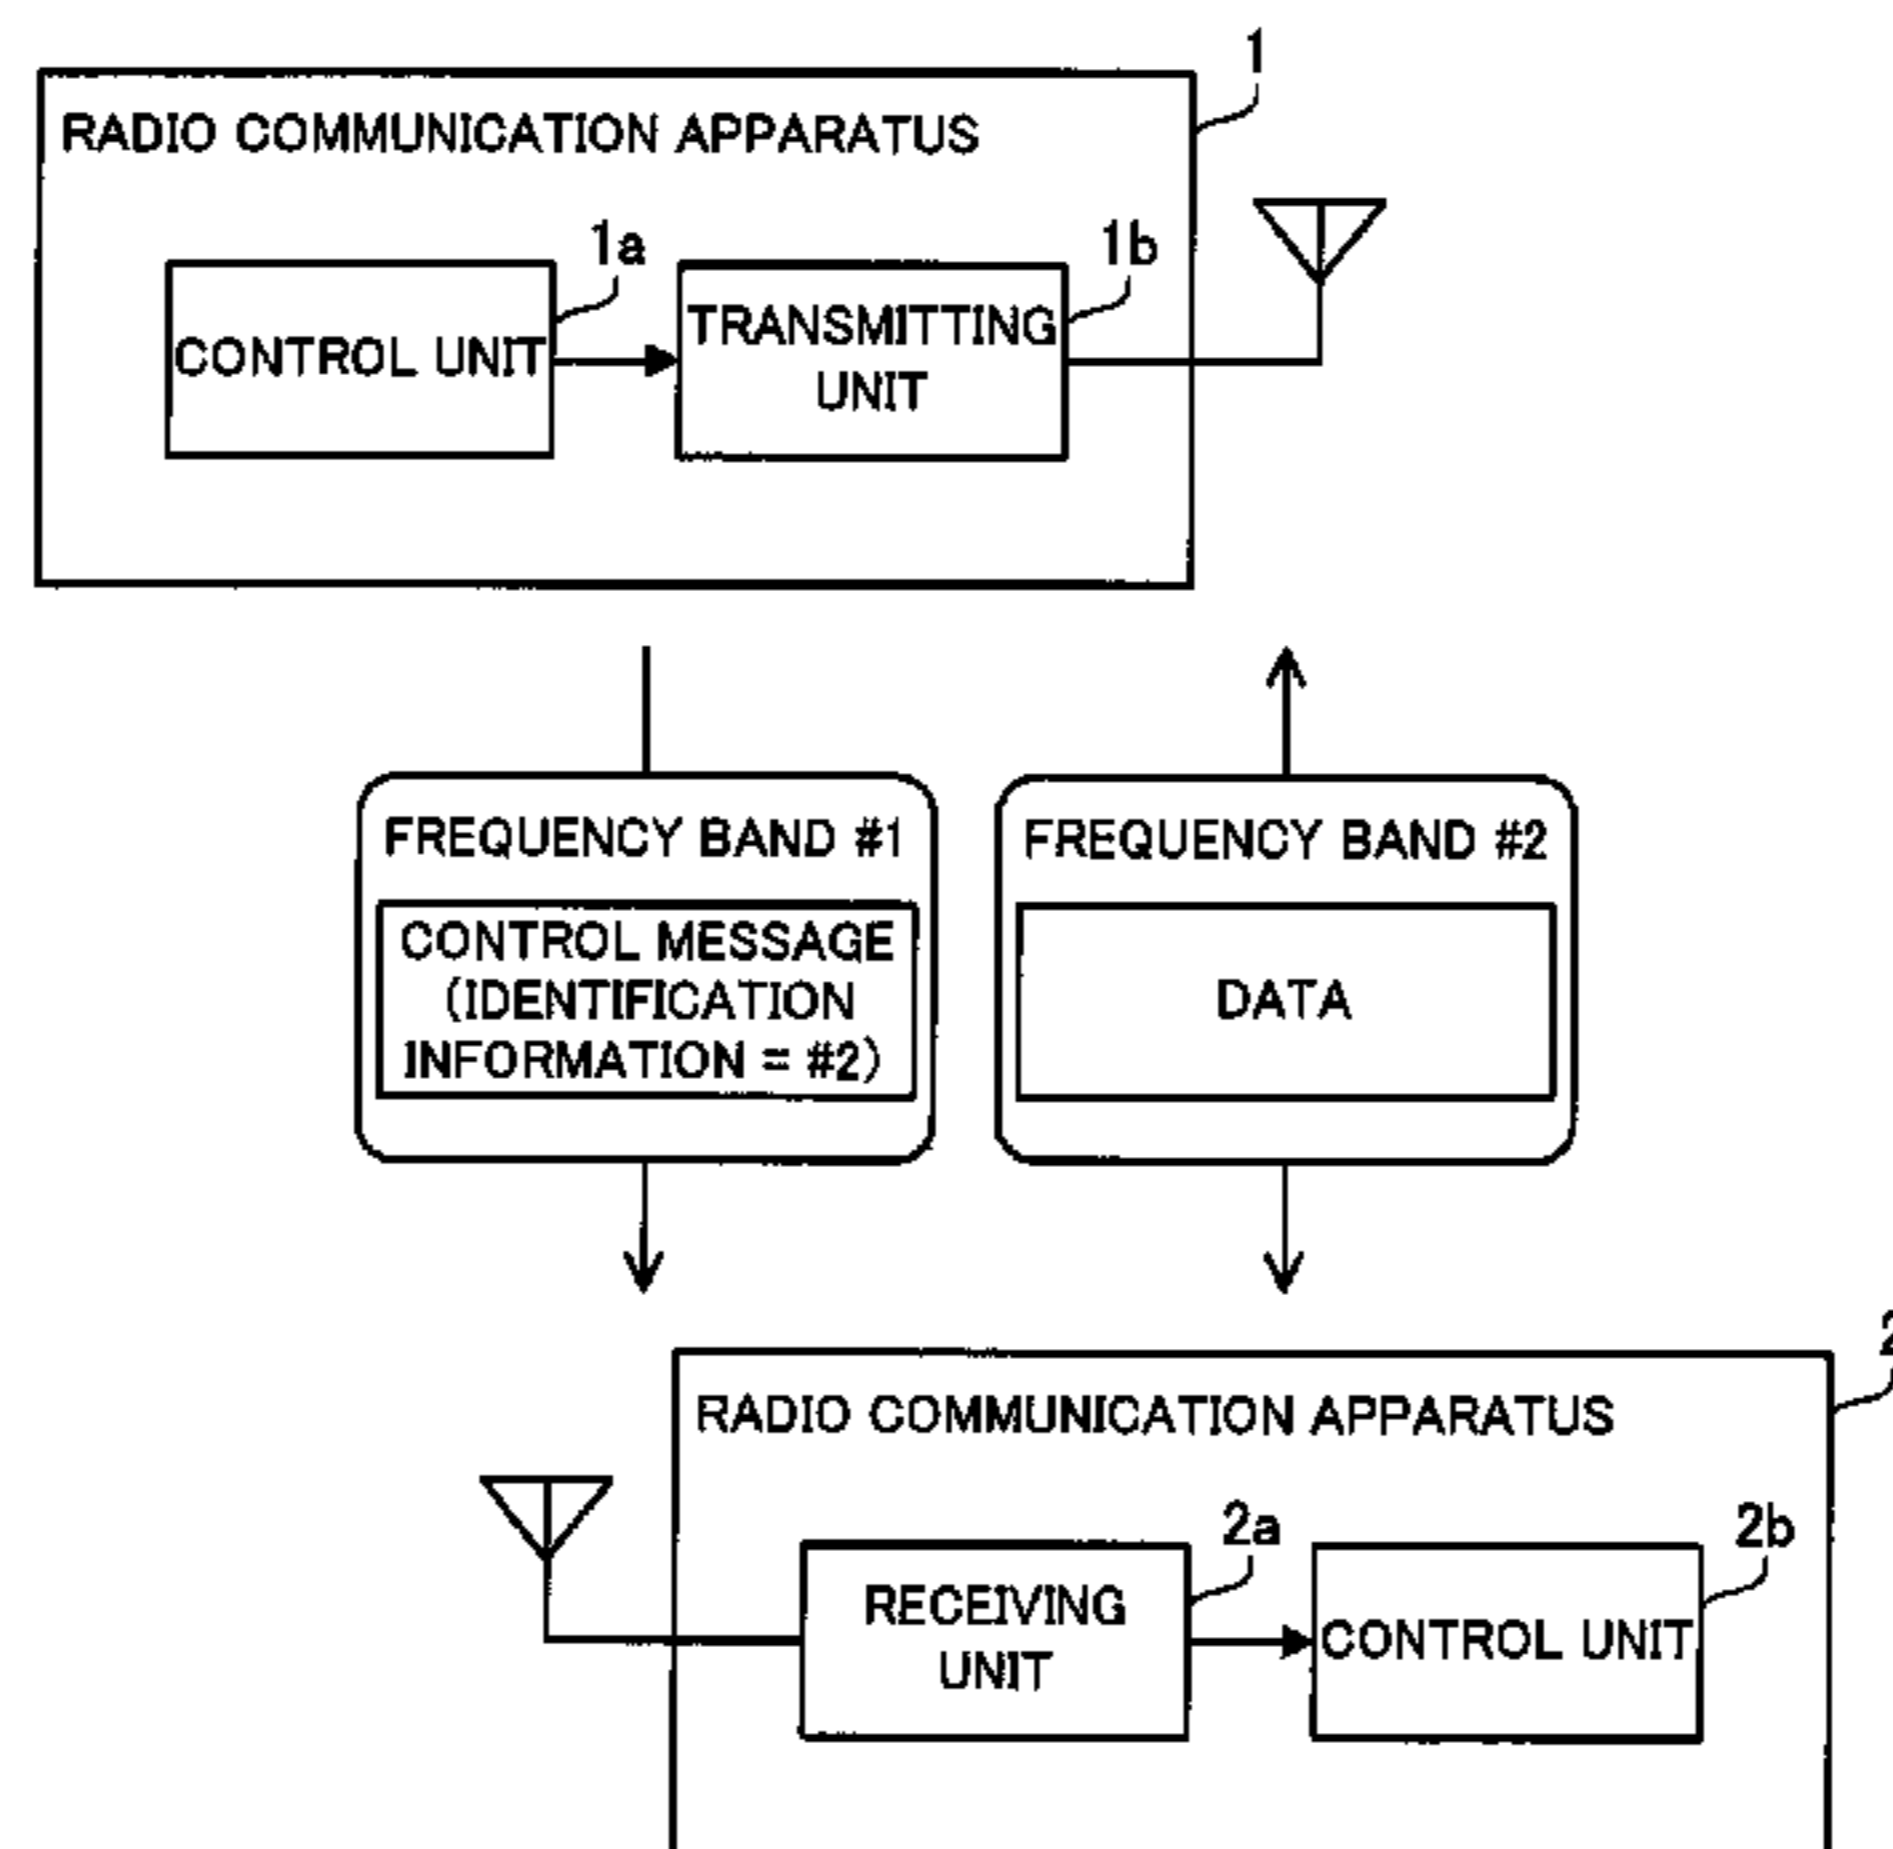 1
RADIO COMMUNICATION APPARATUS
1a
1b
CONTROL UNIT
TRANSMITTING
UNIT
FREQUENCY BAND #1
CONTROL MESSAGE
(IDENTIFICATION
INFORMATION = #2)
FREQUENCY BAND #2
DATA
2
RADIO COMMUNICATION APPARATUS
2a
2b
RECEIVING
UNIT
CONTROL UNIT